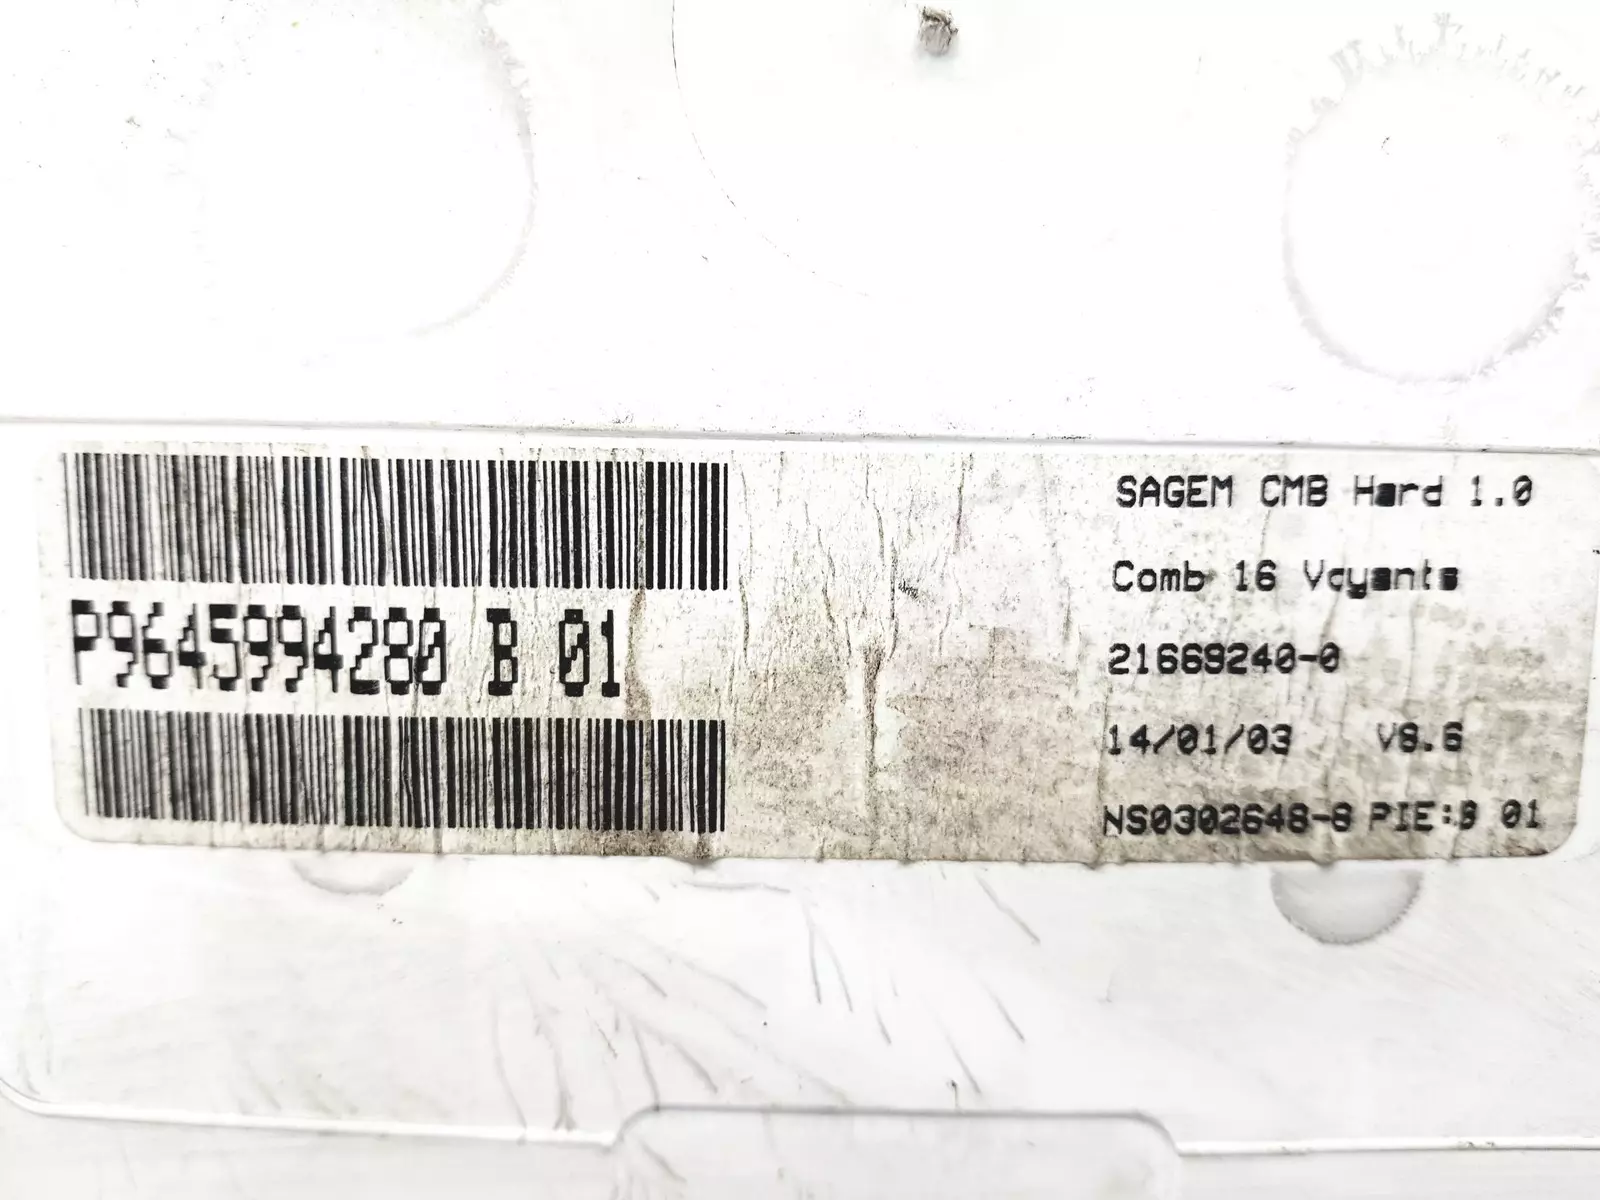 P9645994280 B 01
SAGEM CMB Hard 1.0
Comb 16 Voyants
21669240-0
14/01/03 V8.6
NS0302648-8 PIE:B 01